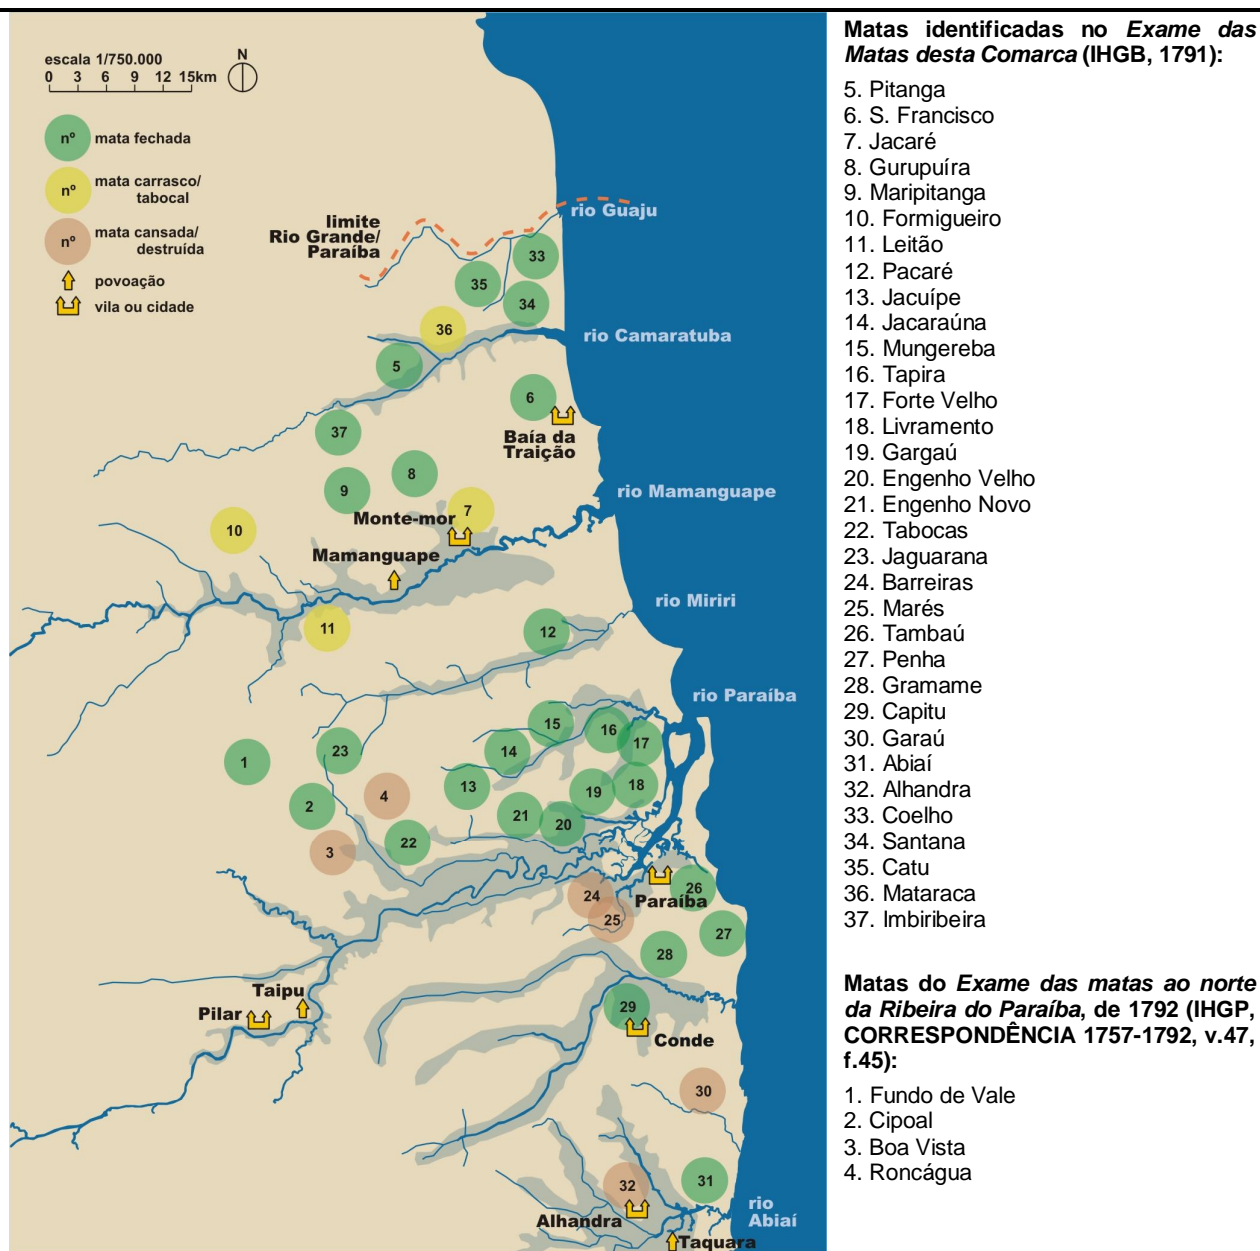 escala 1/750.000
0 3 6 9 12 15km
N
nº mata fechada
nº mata carrasco/
tabocal
nº mata cansada/
destruída
povoação
vila ou cidade
limite
Rio Grande/
Paraíba
rio Guaju
33
35
34
36
rio Camaratuba
5
6
Baía da
Traição
37
8
9
rio Mamanguape
7
Monte-mor
10
Mamanguape
rio Miriri
11
12
rio Paraíba
15
16
17
14
23
1
13
18
19
4
2
21
20
22
3
26
Paraíba
24
25
27
28
Taipu
Pilar
29
Conde
30
31
32
rio
Abiaí
Alhandra
Taquara
Matas identificadas no Exame das
Matas desta Comarca (IHGB, 1791):
5. Pitanga
6. S. Francisco
7. Jacaré
8. Gurupuíra
9. Maripitanga
10. Formigueiro
11. Leitão
12. Pacaré
13. Jacuípe
14. Jacaraúna
15. Mungereba
16. Tapira
17. Forte Velho
18. Livramento
19. Gargaú
20. Engenho Velho
21. Engenho Novo
22. Tabocas
23. Jaguarana
24. Barreiras
25. Marés
26. Tambaú
27. Penha
28. Gramame
29. Capitu
30. Garaú
31. Abiaí
32. Alhandra
33. Coelho
34. Santana
35. Catu
36. Mataraca
37. Imbiribeira
Matas do Exame das matas ao norte
da Ribeira do Paraíba, de 1792 (IHGP,
CORRESPONDÊNCIA 1757-1792, v.47,
f.45):
1. Fundo de Vale
2. Cipoal
3. Boa Vista
4. Roncágua